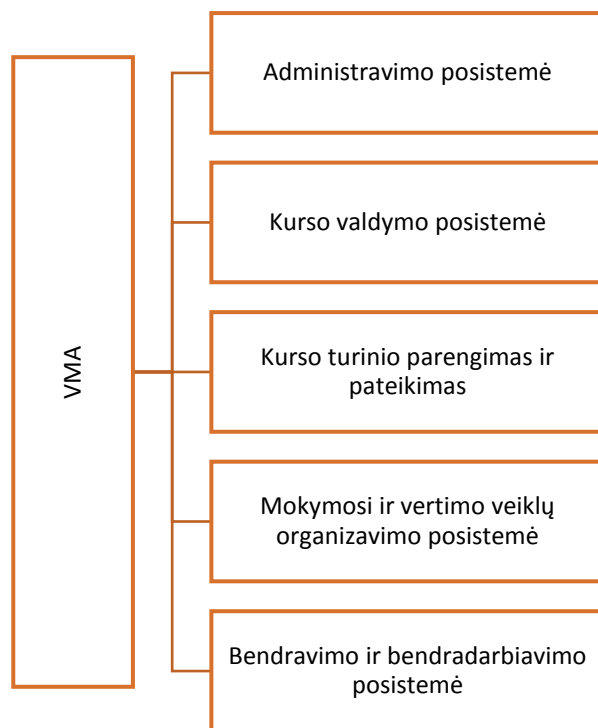 VMA
Administravimo posistemė
Kurso valdymo posistemė
Kurso turinio parengimas ir
pateikimas
Mokymosi ir vertimo veiklų
organizavimo posistemė
Bendravimo ir bendradarbiavimo
posistemė